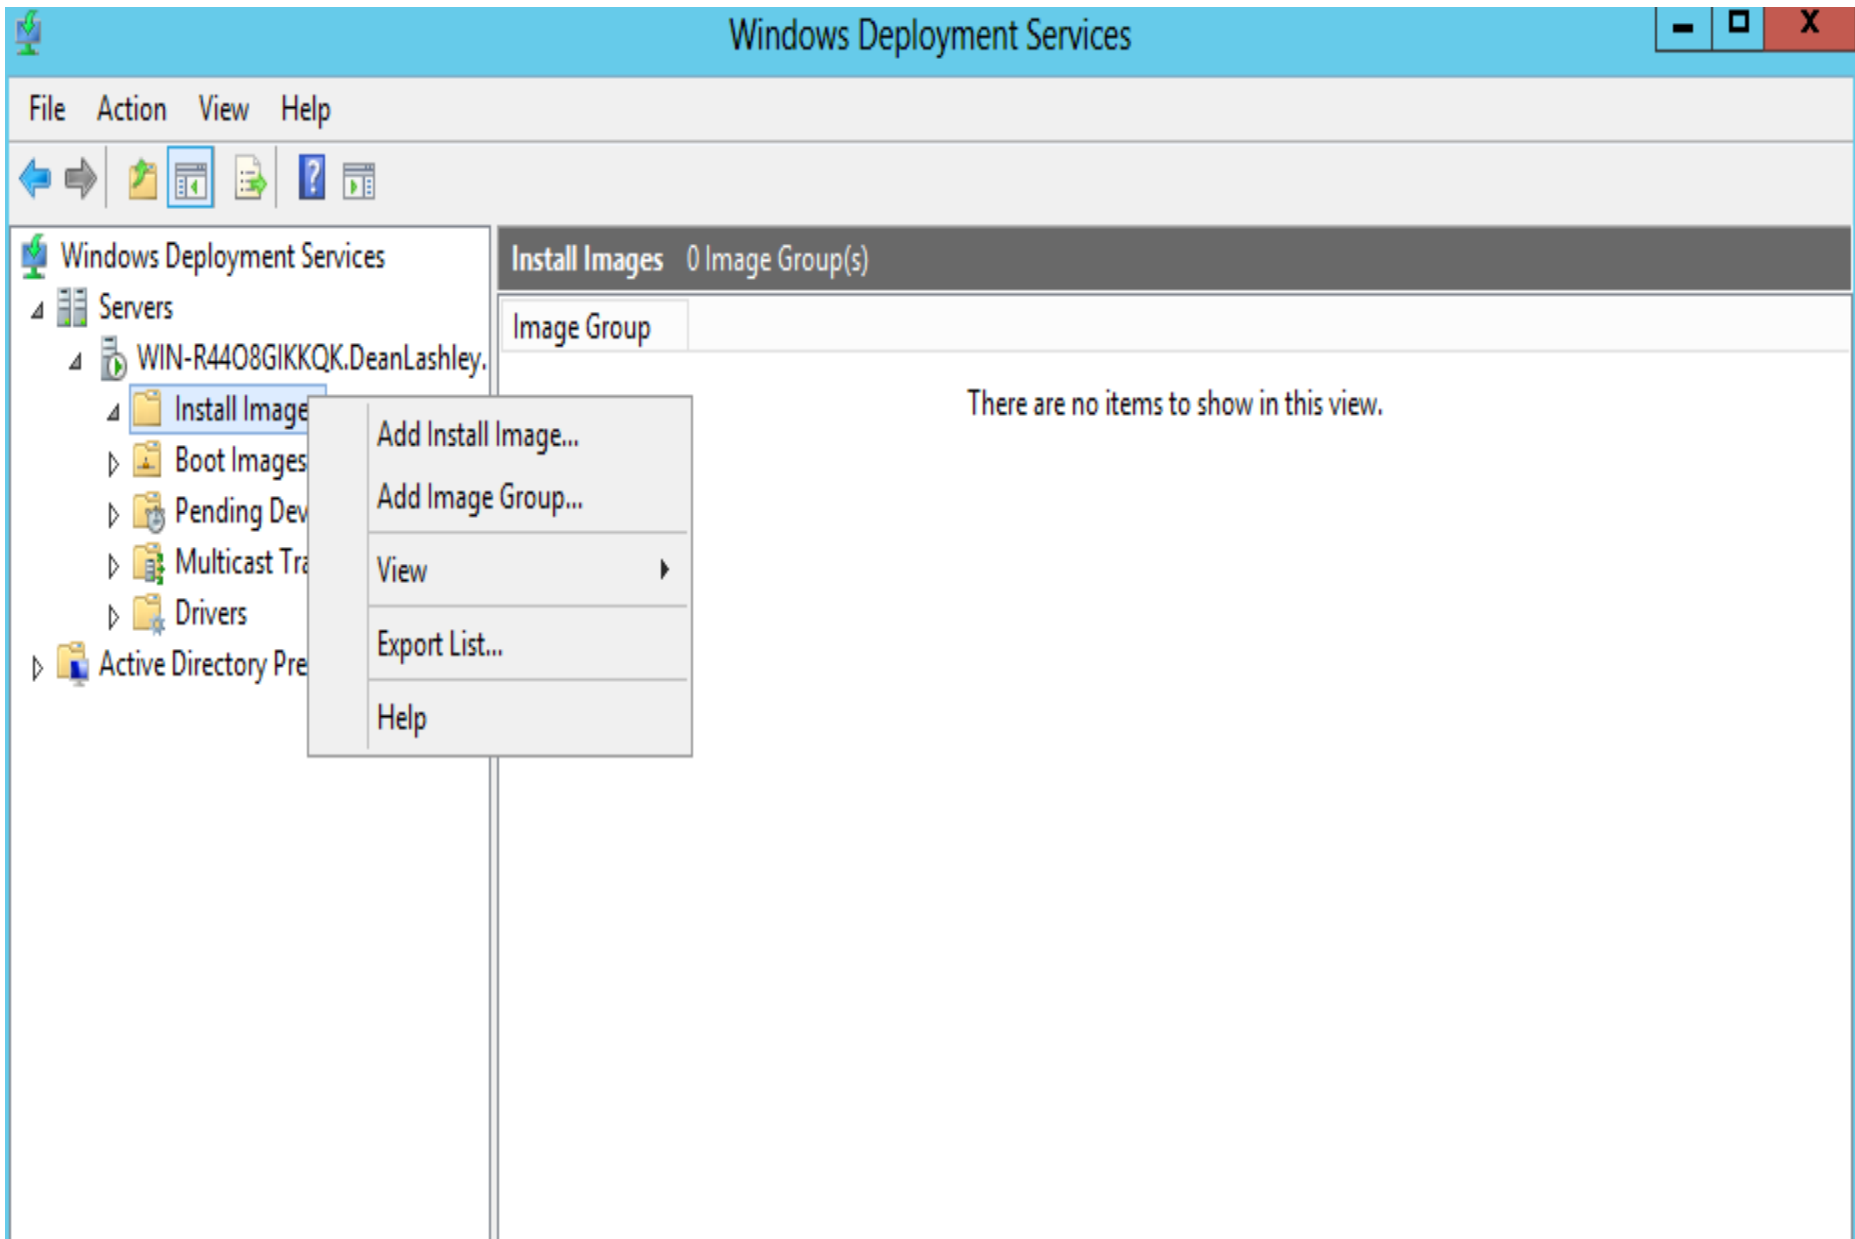 Windows Deployment Services
File Action View Help
Windows Deployment Services
Servers
WIN-R44O8GIKKQK.DeanLashley.
Install Image
Boot Images
Pending Dev
Multicast Tra
Drivers
Active Directory Pre
Install Images 0 Image Group(s)
Image Group
There are no items to show in this view.
Add Install Image...
Add Image Group...
View
Export List...
Help